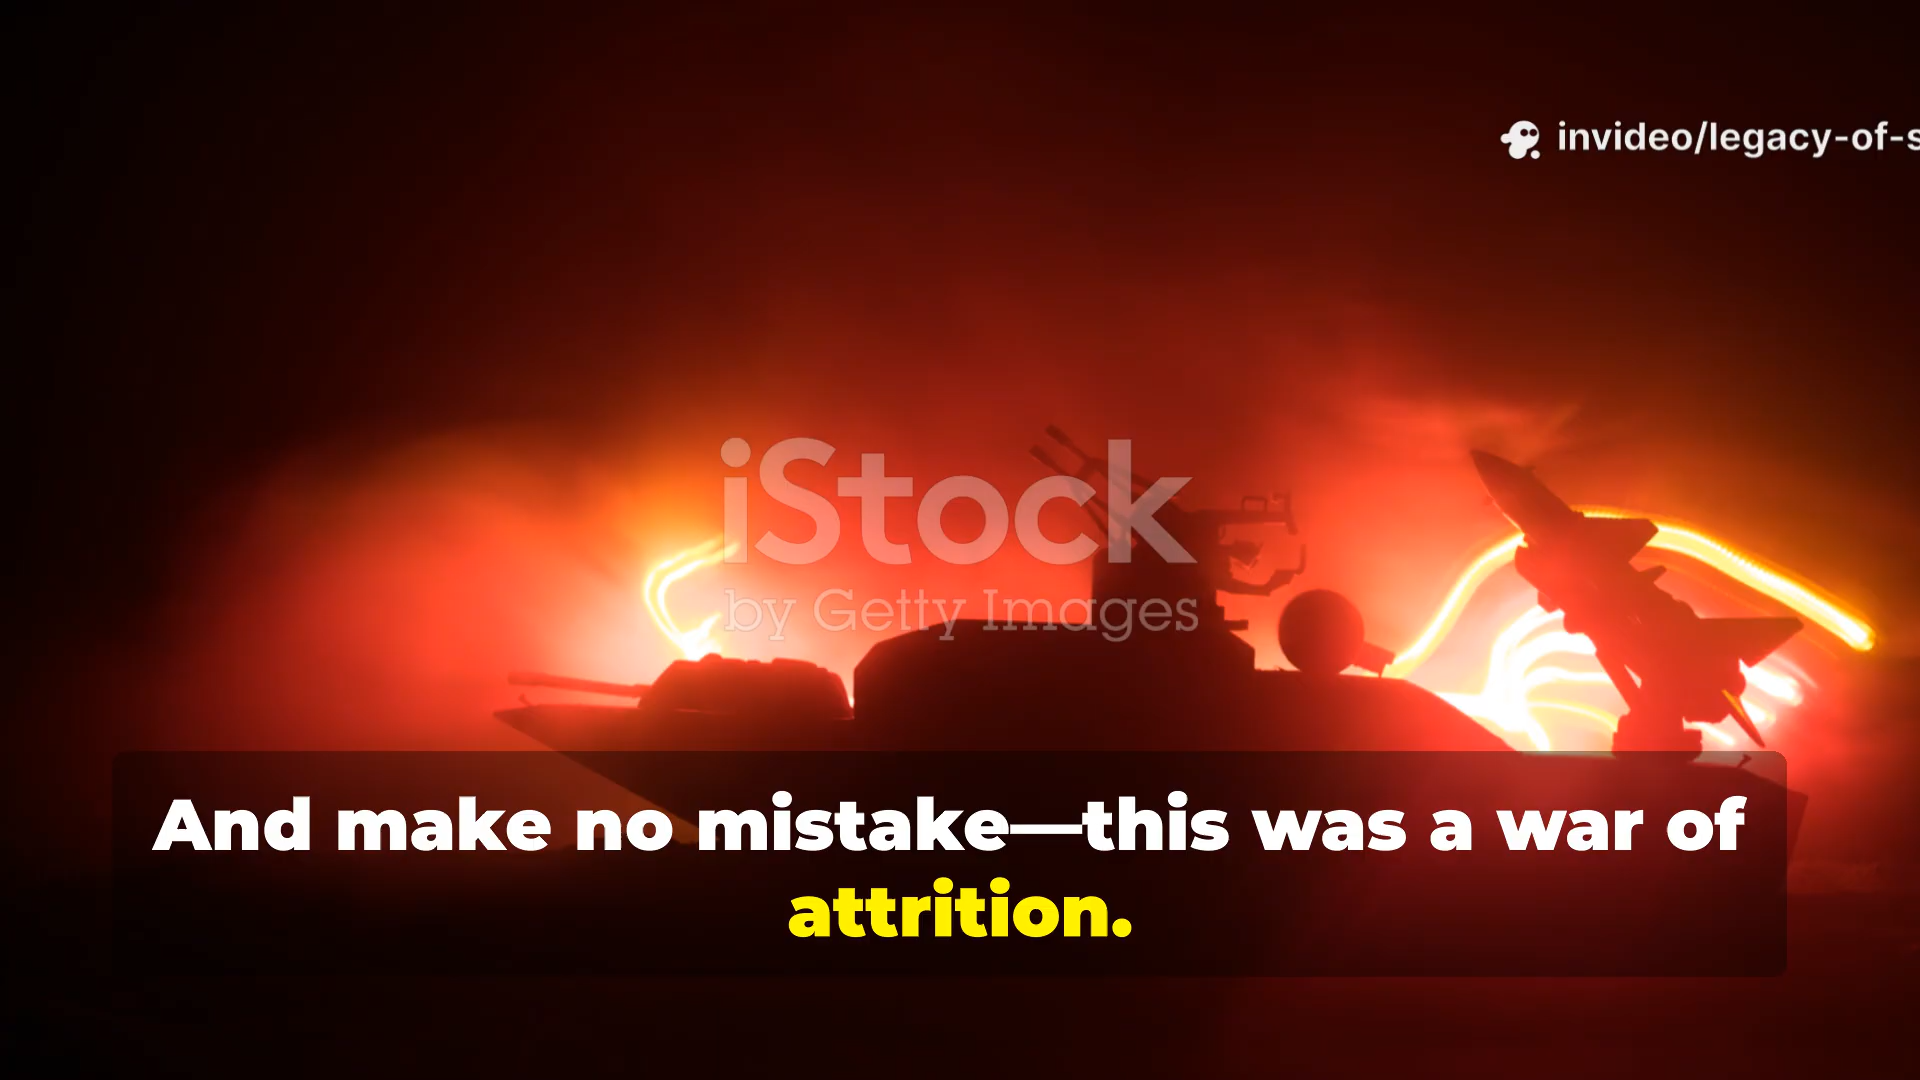 invideo/legacy-of-s
iStock
by Getty Images
And make no mistake—this was a war of
attrition.